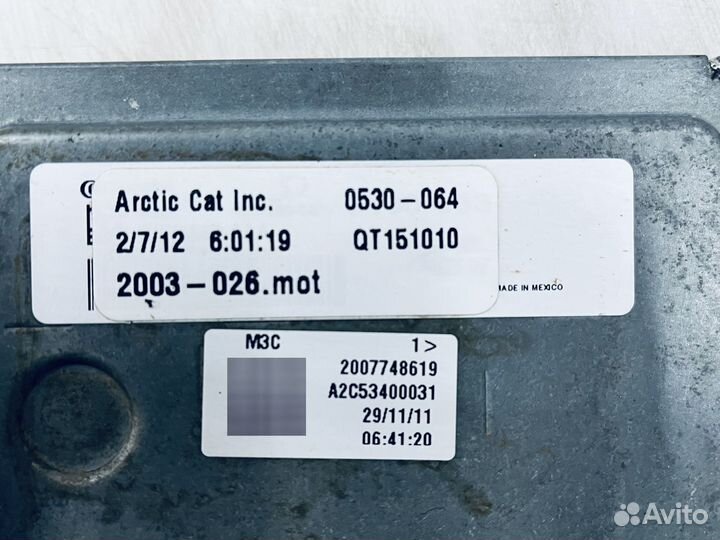 Arctic Cat Inc. 0530-064
2/7/12 6:01:19 QT151010
2003-026.mot
MADE IN MEXICO
M3C 1>
2007748619
A2C53400031
29/11/11
06:41:20
Avito